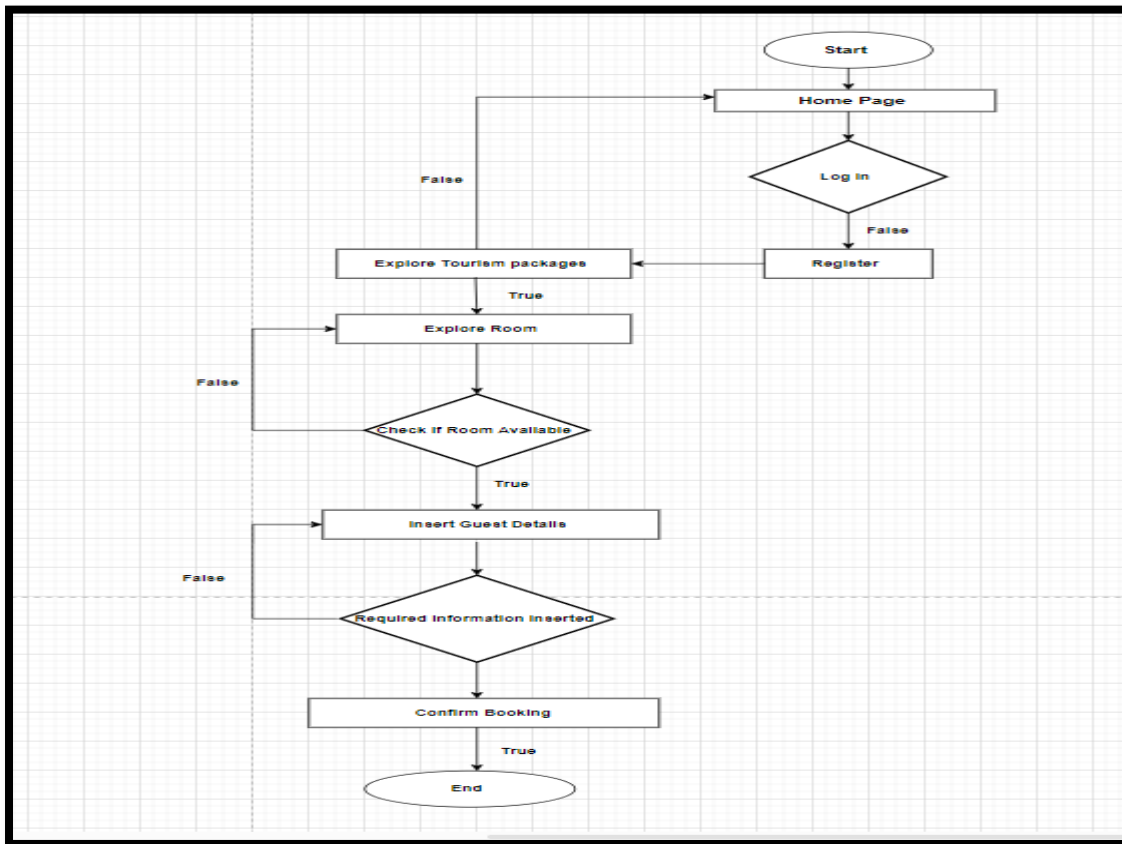 Start
Home Page
Log In
False
Register
False
Explore Tourism packages
True
Explore Room
False
Check if Room Available
True
Insert Guest Details
False
Required Information Inserted
Confirm Booking
True
End